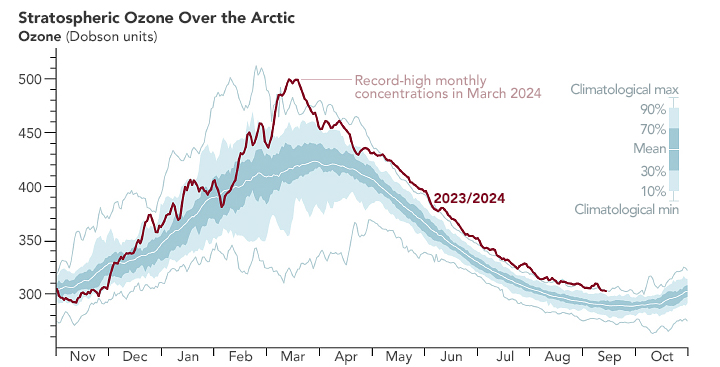 Stratospheric Ozone Over the Arctic
Ozone (Dobson units)
500
450
400
350
300
Record-high monthly
concentrations in March 2024
2023/2024
Climatological max
90%
70%
Mean
30%
10%
Climatological min
Nov Dec Jan Feb Mar Apr May Jun Jul Aug Sep Oct